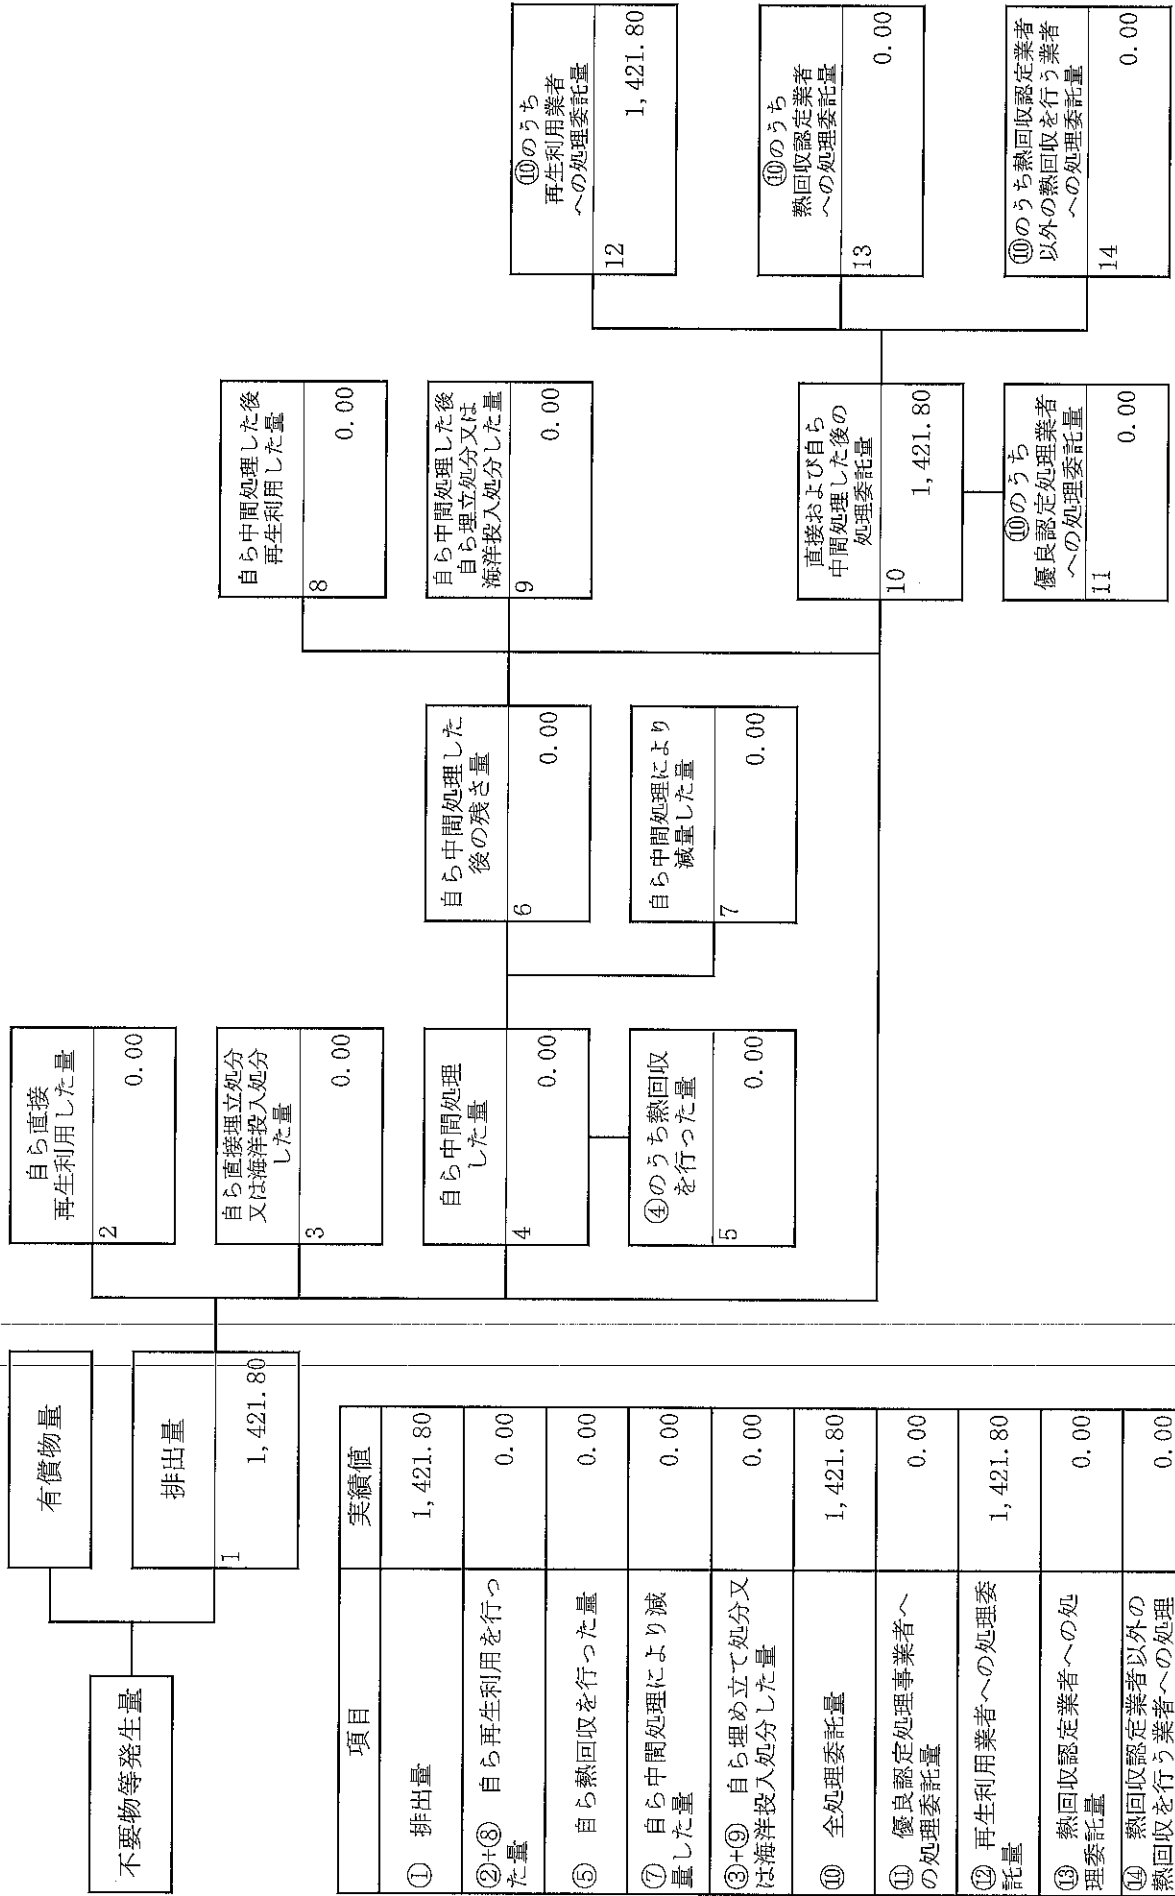 不要物等発生量
有償物量
排出量
1
1,421.80
自ら直接
再生利用した量
2
0.00
自ら直接埋立処分
又は海洋投入処分
した量
3
0.00
自ら中間処理
した量
4
0.00
④のうち熱回収
を行った量
5
0.00
自ら中間処理した
後の残さ量
6
0.00
自ら中間処理により
減量した量
7
0.00
自ら中間処理した後
再生利用した量
8
0.00
自ら中間処理した後
自ら埋立処分又は
海洋投入処分した量
9
0.00
直接および自ら
中間処理した後の
処理委託量
10
1,421.80
⑩のうち
優良認定処理業者
への処理委託量
11
0.00
⑩のうち
再生利用業者
への処理委託量
12
1,421.80
⑩のうち
熱回収認定業者
への処理委託量
13
0.00
⑩のうち熱回収認定業者
以外の熱回収を行う業者
への処理委託量
14
0.00
項目 実績値
① 排出量 1,421.80
②+⑧ 自ら再生利用を行っ
た量 0.00
⑤ 自ら熱回収を行った量 0.00
⑦ 自ら中間処理により減
量した量 0.00
③+⑨ 自ら埋め立て処分又
は海洋投入処分した量 0.00
⑩ 全処理委託量 1,421.80
⑪ 優良認定処理事業者へ
の処理委託量 0.00
⑫ 再生利用業者への処理委
託量 1,421.80
⑬ 熱回収認定業者への処
理委託量 0.00
⑭ 熱回収認定業者以外の
熱回収を行う業者への処理 0.00